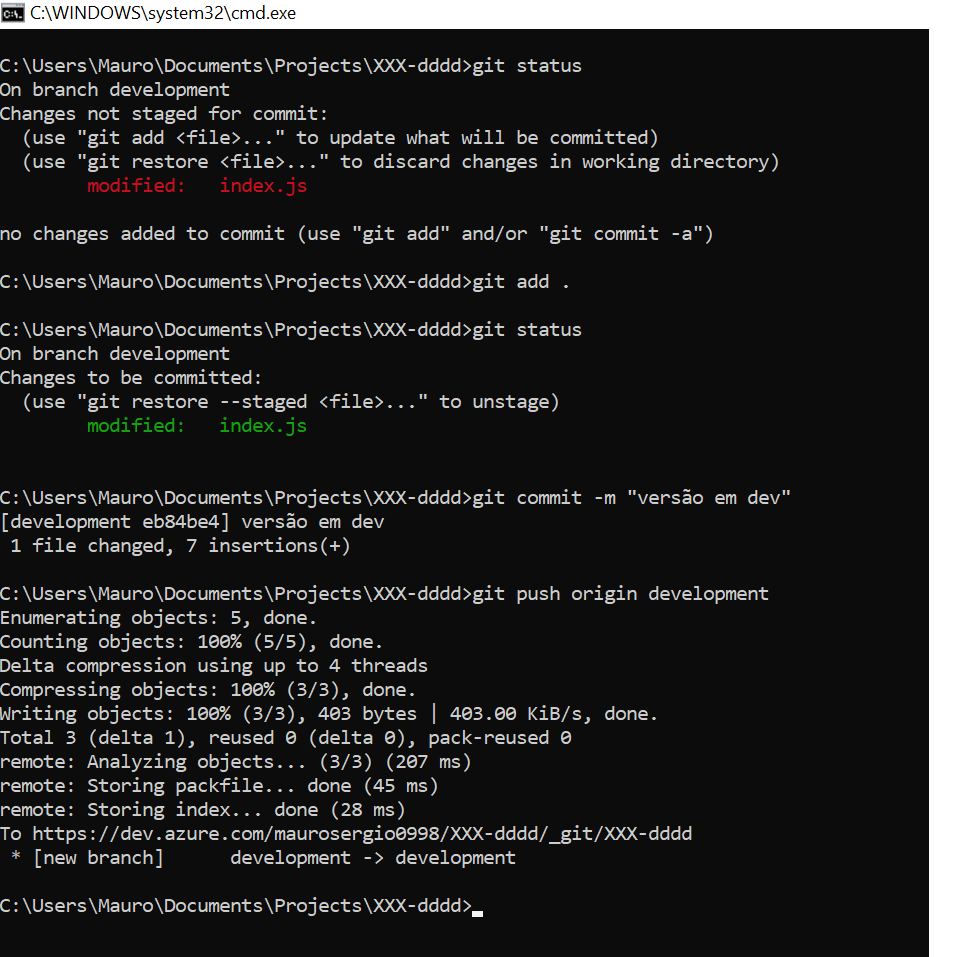 C:\WINDOWS\system32\cmd.exe
C:\Users\Mauro\Documents\Projects\XXX-dddd>git status
On branch development
Changes not staged for commit:
  (use "git add <file>..." to update what will be committed)
  (use "git restore <file>..." to discard changes in working directory)
        modified:   index.js
no changes added to commit (use "git add" and/or "git commit -a")
C:\Users\Mauro\Documents\Projects\XXX-dddd>git add .
C:\Users\Mauro\Documents\Projects\XXX-dddd>git status
On branch development
Changes to be committed:
  (use "git restore --staged <file>..." to unstage)
        modified:   index.js
C:\Users\Mauro\Documents\Projects\XXX-dddd>git commit -m "versão em dev"
[development eb84be4] versão em dev
 1 file changed, 7 insertions(+)
C:\Users\Mauro\Documents\Projects\XXX-dddd>git push origin development
Enumerating objects: 5, done.
Counting objects: 100% (5/5), done.
Delta compression using up to 4 threads
Compressing objects: 100% (3/3), done.
Writing objects: 100% (3/3), 403 bytes | 403.00 KiB/s, done.
Total 3 (delta 1), reused 0 (delta 0), pack-reused 0
remote: Analyzing objects... (3/3) (207 ms)
remote: Storing packfile... done (45 ms)
remote: Storing index... done (28 ms)
To https://dev.azure.com/maurosergio0998/XXX-dddd/_git/XXX-dddd
 * [new branch]      development -> development
C:\Users\Mauro\Documents\Projects\XXX-dddd>